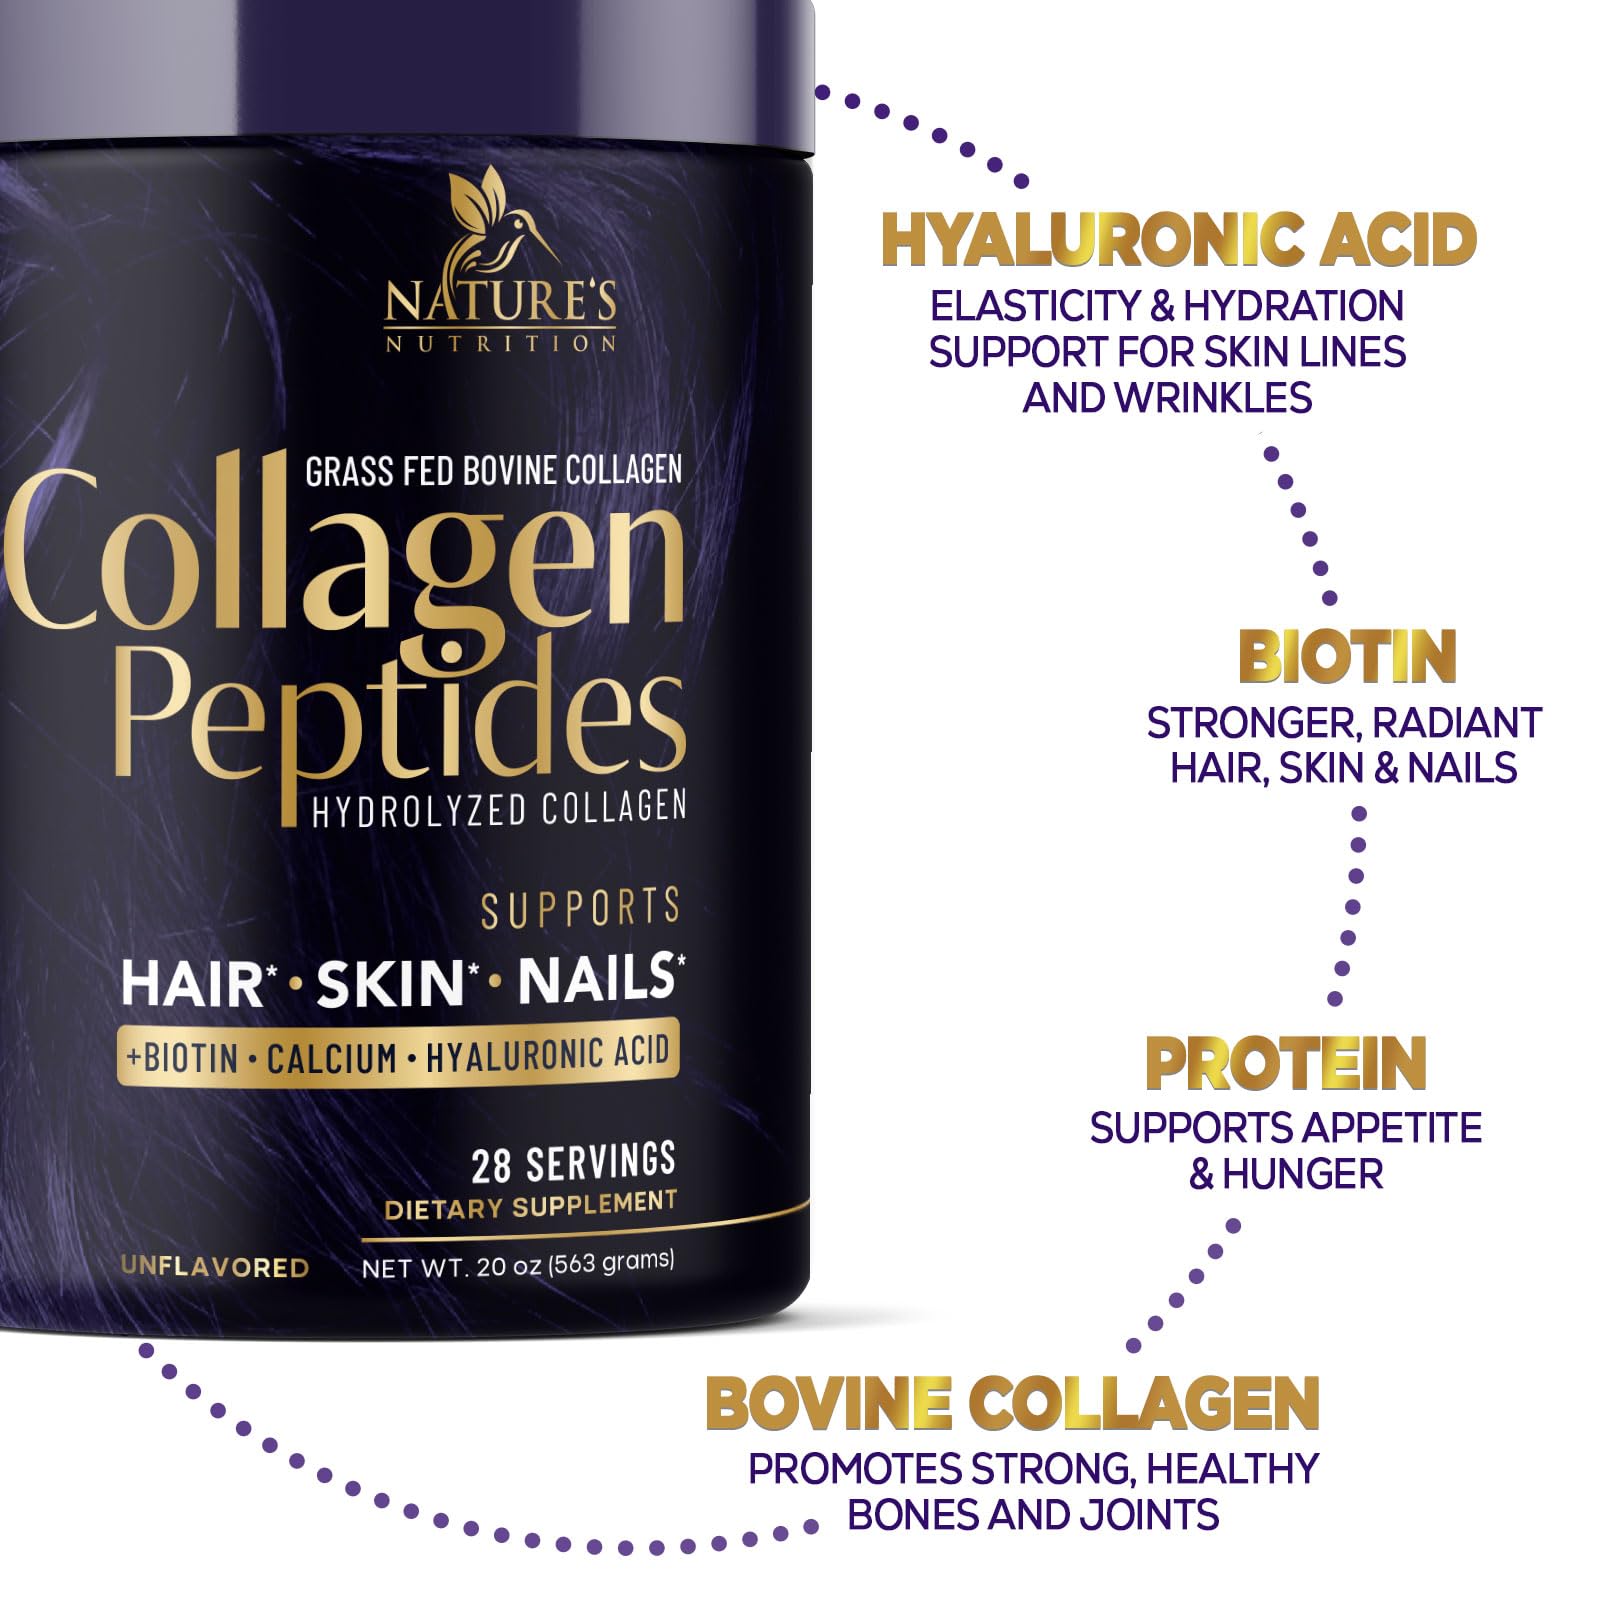 NATURE'S
NUTRITION
GRASS FED BOVINE COLLAGEN
Collagen
Peptides
HYDROLYZED COLLAGEN
SUPPORTS
HAIR* • SKIN* • NAILS*
+BIOTIN • CALCIUM • HYALURONIC ACID
28 SERVINGS
DIETARY SUPPLEMENT
UNFLAVORED
NET WT. 20 oz (563 grams)
HYALURONIC ACID
ELASTICITY & HYDRATION
SUPPORT FOR SKIN LINES
AND WRINKLES
BIOTIN
STRONGER, RADIANT
HAIR, SKIN & NAILS
PROTEIN
SUPPORTS APPETITE
& HUNGER
BOVINE COLLAGEN
PROMOTES STRONG, HEALTHY
BONES AND JOINTS